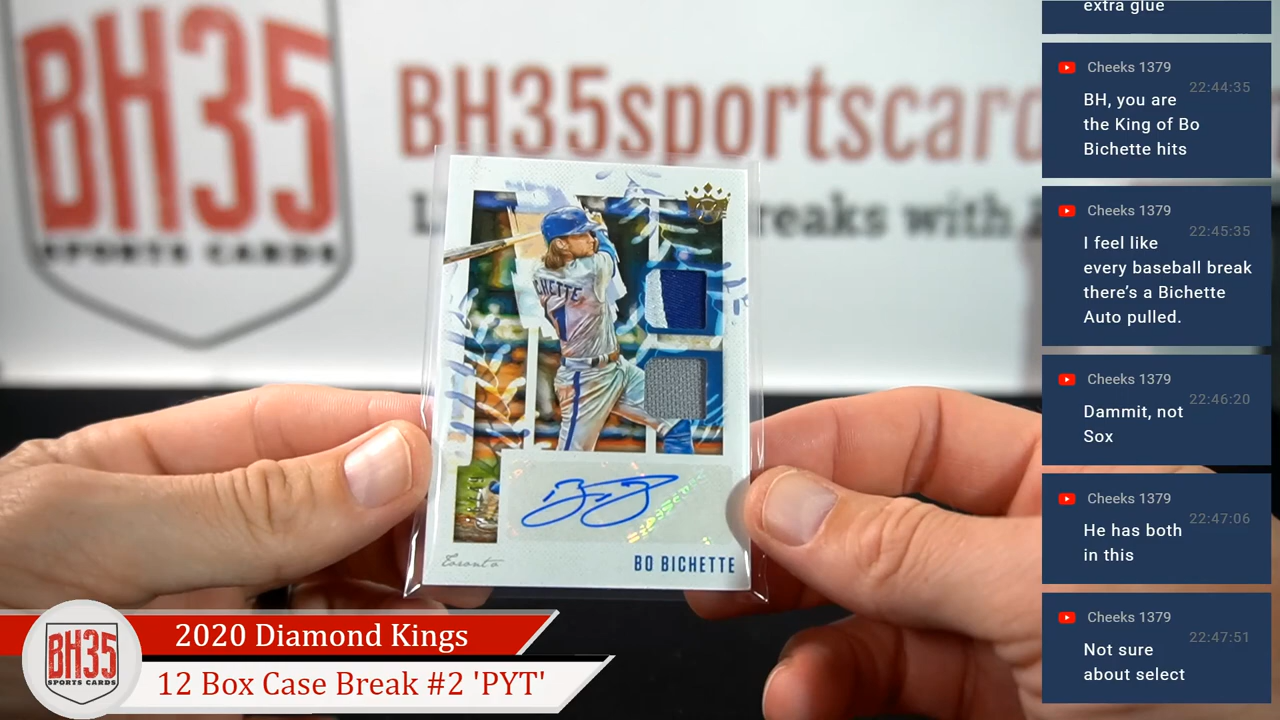 BH35
SPORTS CARDS
BH35sportscard
reaks with
CHETTE
1
Toronto
BO BICHETTE
BH35
SPORTS CARDS
2020 Diamond Kings
12 Box Case Break #2 'PYT'
extra glue
Cheeks 1379
22:44:35
BH, you are
the King of Bo
Bichette hits
Cheeks 1379
22:45:35
I feel like
every baseball break
there's a Bichette
Auto pulled.
Cheeks 1379
22:46:20
Dammit, not
Sox
Cheeks 1379
22:47:06
He has both
in this
Cheeks 1379
22:47:51
Not sure
about select